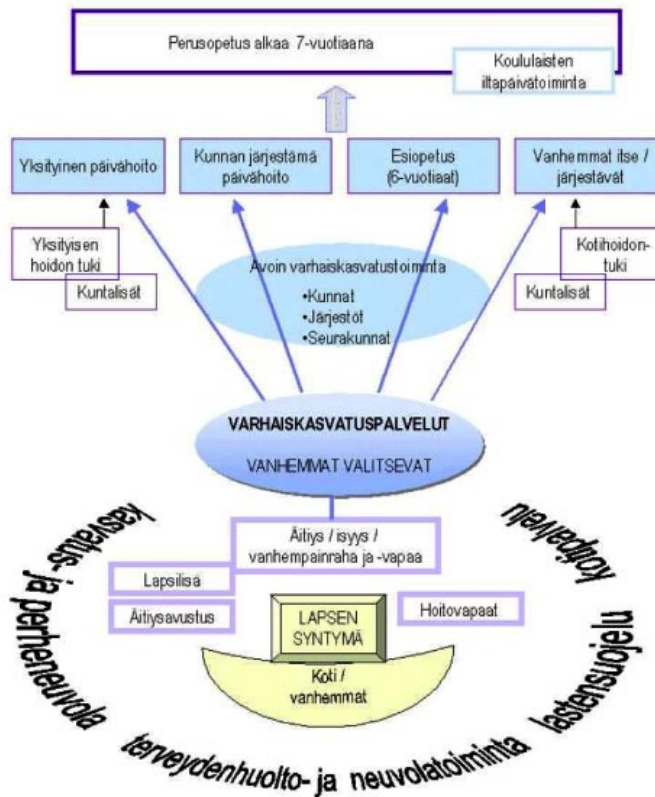 Perusopetus alkaa 7-vuotiaana
Koululaisten
iltapäivätoiminta
Yksityinen päivähoito
Kunnan järjestämä
päivähoito
Esiopetus
(6-vuotiaat)
Vanhemmat itse /
järjestävät
Yksityisen
hoidon tuki
Kuntalisät
Kotihoidon-
tuki
Kuntalisät
Avoin varhaiskasvatustoiminta
•Kunnat
•Järjestöt
•Seurakunnat
VARHAISKASVATUSPALVELUT
VANHEMMAT VALITSEVAT
Äitiys / isyys /
vanhempainraha ja -vapaa
Lapsilisä
Äitiysavustus
Hoitovapaat
LAPSEN
SYNTYMÄ
Koti /
vanhemmat
kasvatus- ja perheneuvola
terveydenhuolto- ja neuvolatoiminta
lastensuojelu
kotipalvelu